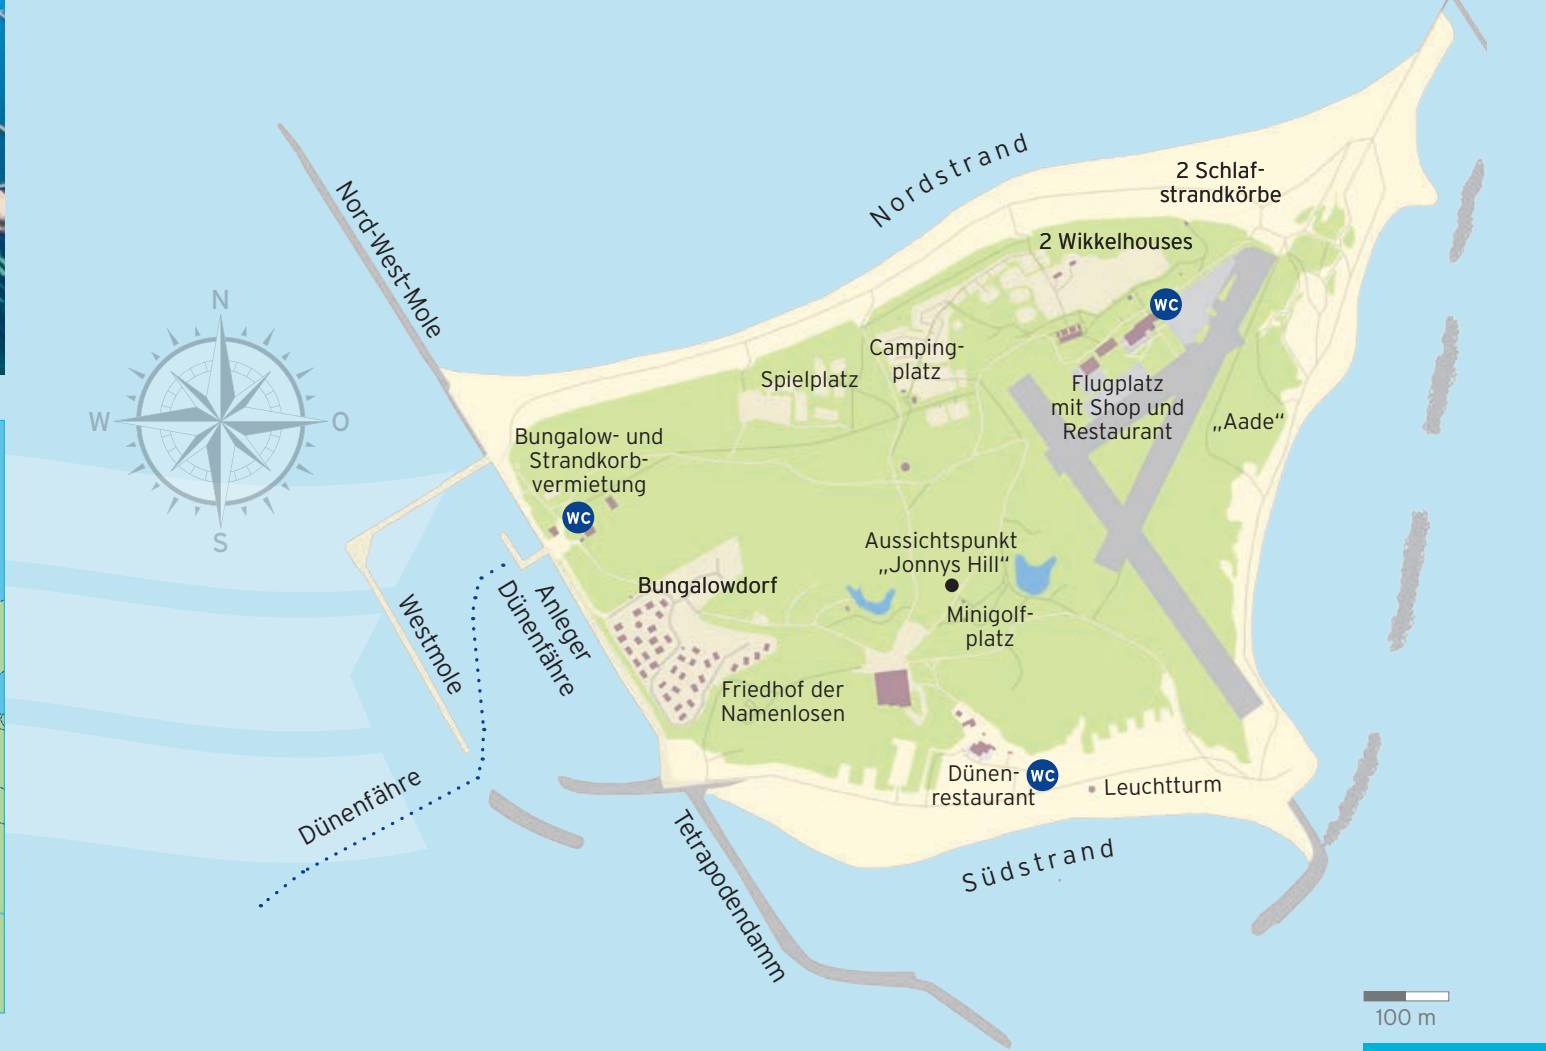 Nordstrand
2 Schlaf-
strandkörbe
Nord-West-Mole
2 Wikkelhouses
N
WC
Camping-
platz
Spielplatz
Flugplatz
mit Shop und
Restaurant
„Aade“
W
O
Bungalow- und
Strandkorb-
vermietung
WC
S
Aussichtspunkt
„Jonnys Hill“
Bungalowdorf
Minigolf-
platz
Anleger
Dünenfähre
Westmole
Friedhof der
Namenlosen
Dünenfähre
Dünen-
restaurant
WC
Leuchtturm
Südstrand
Tetrapodendamm
100 m